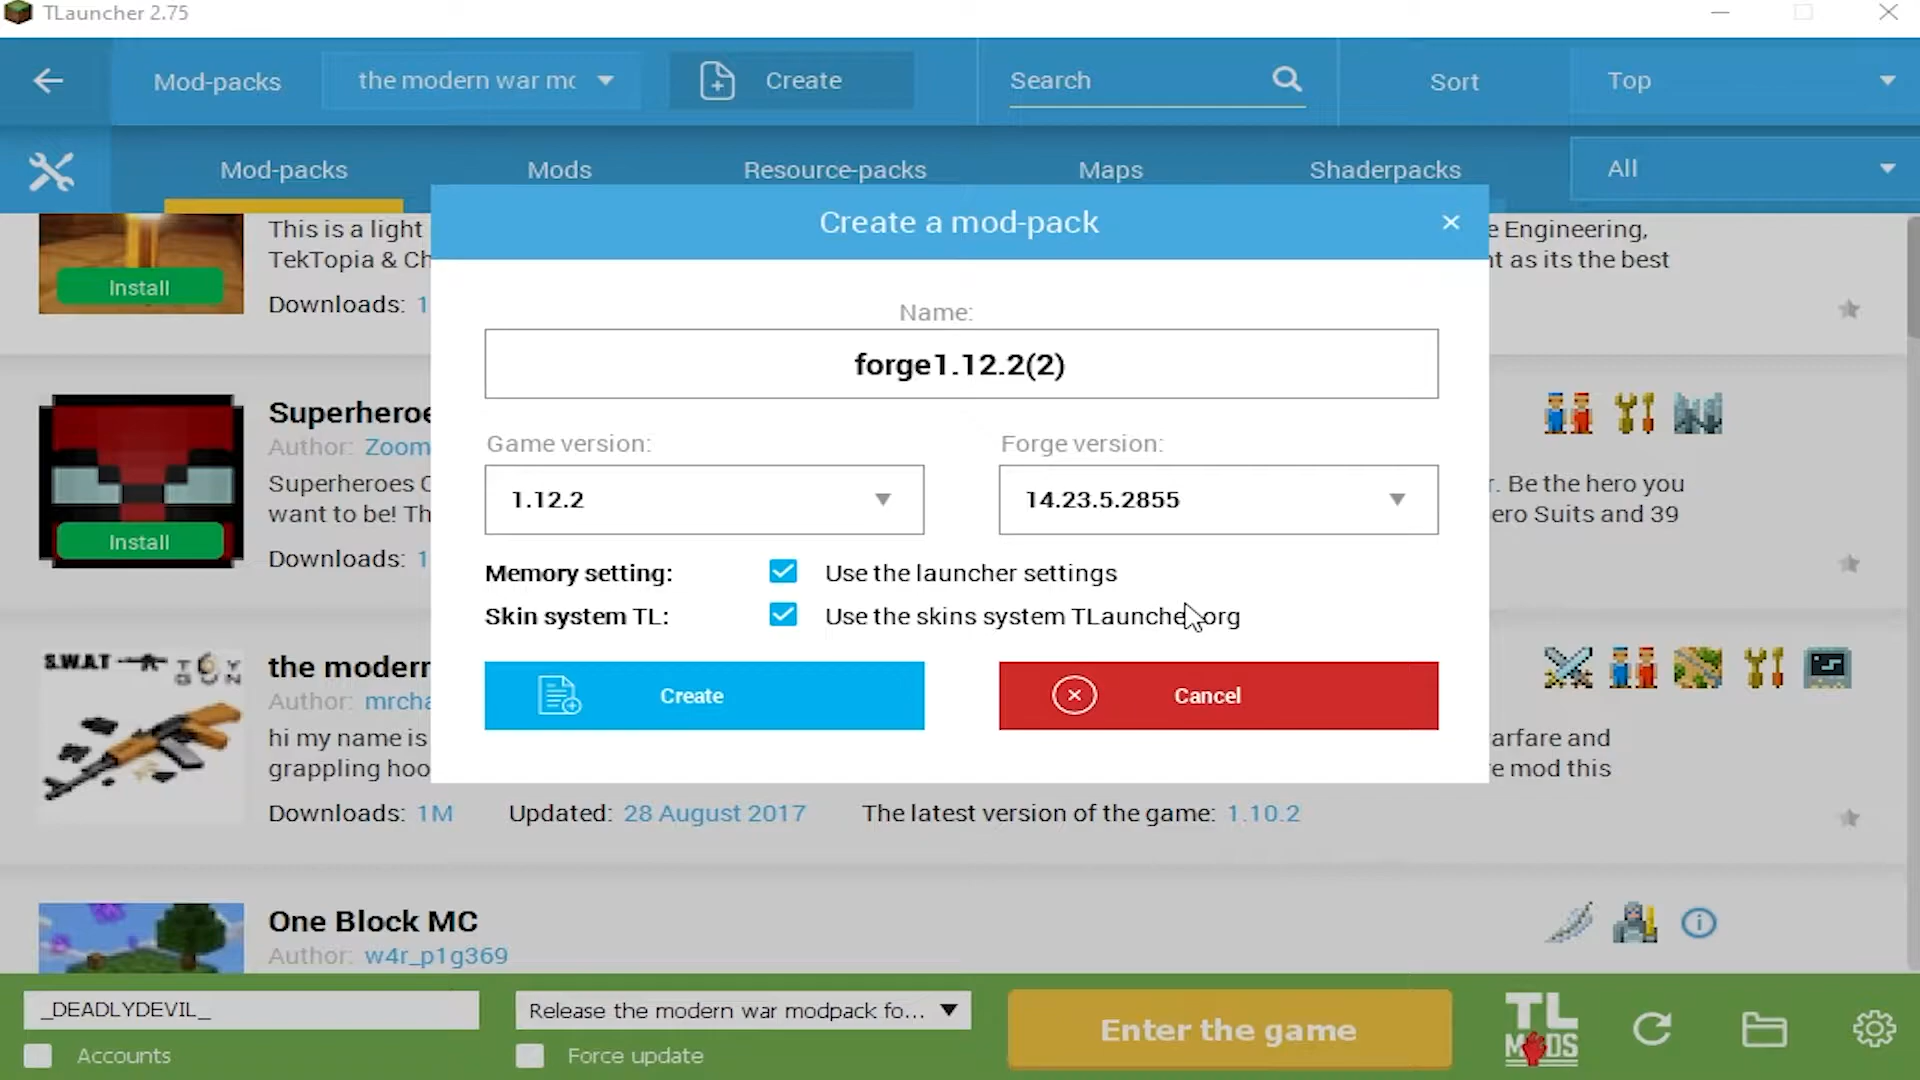 TLauncher 2.75
Mod-packs
the modern war mc
Create
Search
Sort
Top
Mod-packs
Mods
Resource-packs
Maps
Shaderpacks
All
Create a mod-pack
This is a light
e Engineering,
TekTopia & Ch
nt as its the best
Install
Downloads: 1
Name:
forge1.12.2(2)
Game version:
Forge version:
1.12.2
14.23.5.2855
Memory setting:
Use the launcher settings
Skin system TL:
Use the skins system TLauncher.org
Create
Cancel
Superheroe
Author: Zoom
Superheroes C
r. Be the hero you
want to be! Th
ero Suits and 39
Install
Downloads: 1
S.W.A.T TOY GUN
the modern
Author: mrcha
hi my name is
arfare and
grappling hoo
e mod this
Downloads: 1M
Updated: 28 August 2017
The latest version of the game: 1.10.2
One Block MC
Author: w4r_p1g369
_DEADLYDEVIL_
Release the modern war modpack fo...
Enter the game
TL
MODS
Accounts
Force update